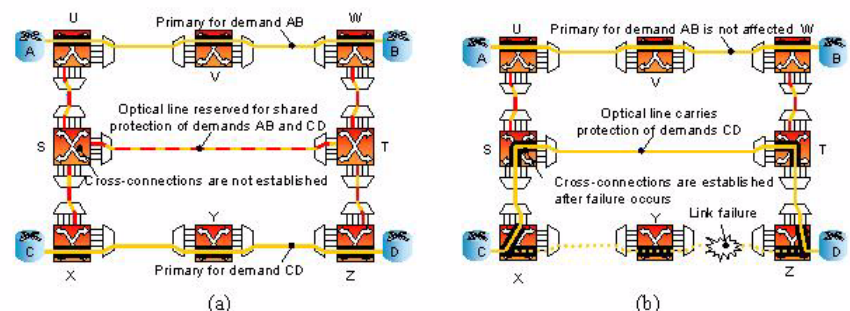 U
W
A
Primary for demand AB
B
V
Optical line reserved for shared
protection of demands AB and CD
S
T
Cross-connections are not established
Y
C
D
X
Primary for demand CD
Z
(a)
U
Primary for demand AB is not affected
W
A
B
V
Optical line carries
protection of demands CD
S
T
Cross-connections are established
after failure occurs
Y
Link failure
C
D
X
Z
(b)